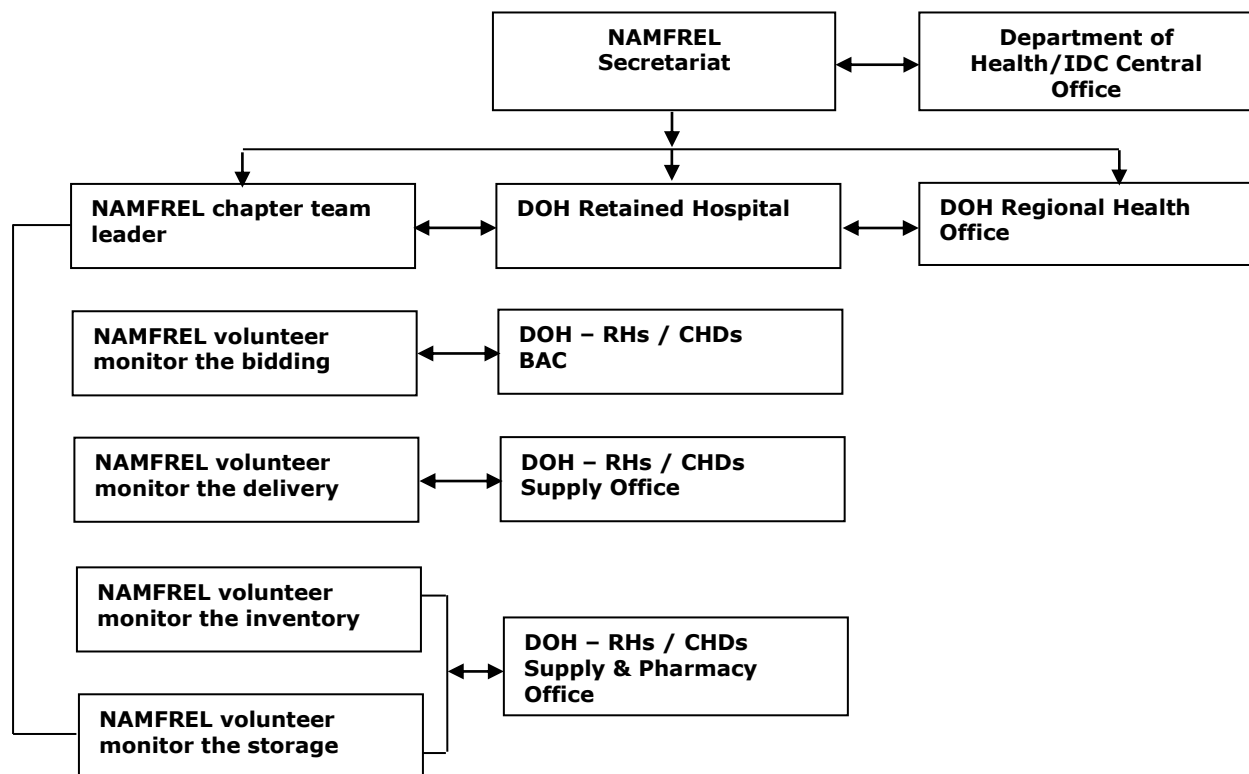 NAMFREL
Secretariat
Department of
Health/IDC Central
Office
NAMFREL chapter team
leader
DOH Retained Hospital
DOH Regional Health
Office
NAMFREL volunteer
monitor the bidding
DOH – RHs / CHDs
BAC
NAMFREL volunteer
monitor the delivery
DOH – RHs / CHDs
Supply Office
NAMFREL volunteer
monitor the inventory
DOH – RHs / CHDs
Supply & Pharmacy
Office
NAMFREL volunteer
monitor the storage